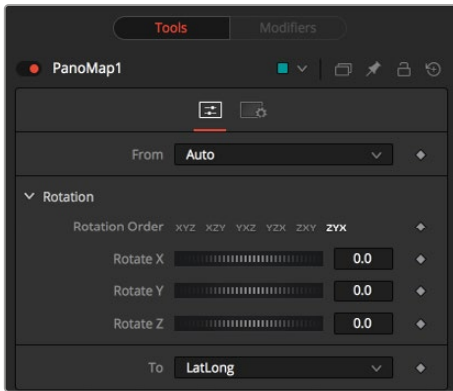 Tools Modifiers
PanoMap1
From Auto
Rotation
Rotation Order XYZ XZY YXZ YZX ZXY ZYX
Rotate X 0.0
Rotate Y 0.0
Rotate Z 0.0
To LatLong